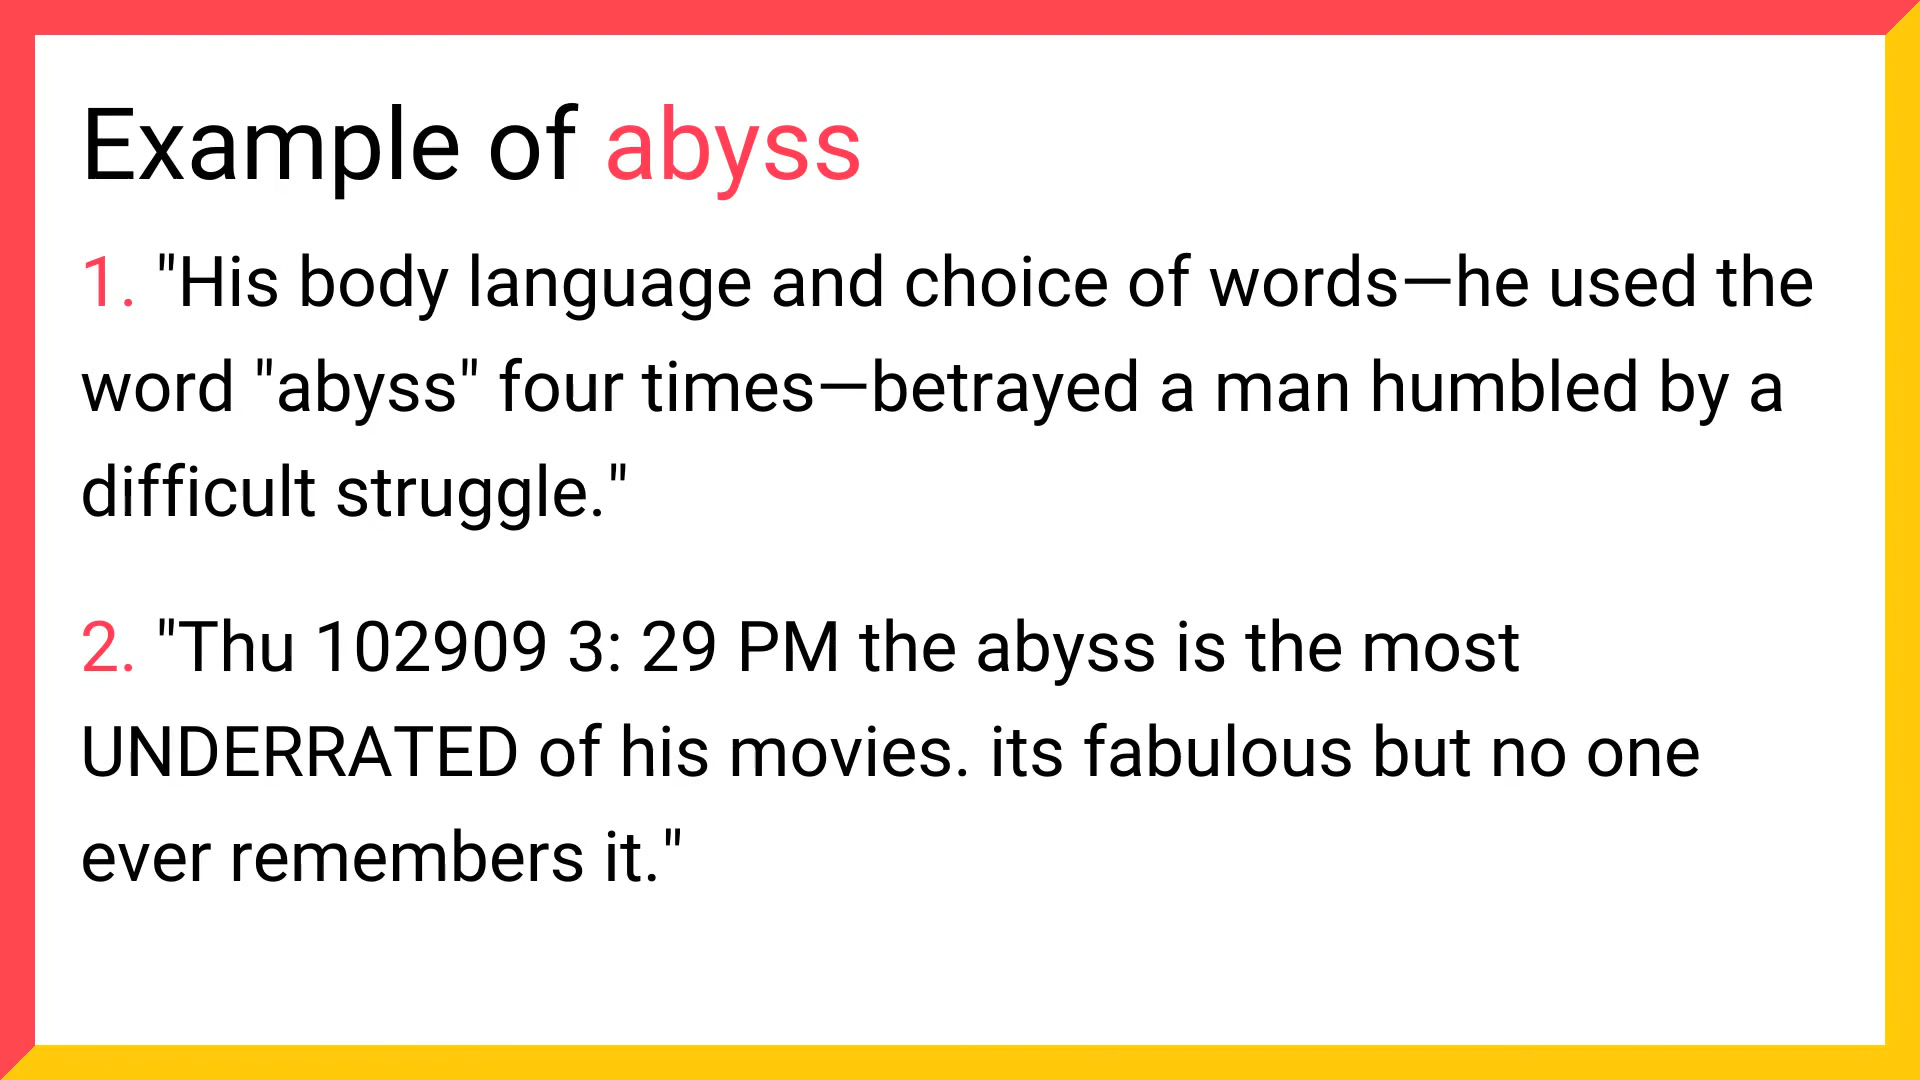 Example of abyss
1. "His body language and choice of words—he used the
word "abyss" four times—betrayed a man humbled by a
difficult struggle."
2. "Thu 102909 3: 29 PM the abyss is the most
UNDERRATED of his movies. its fabulous but no one
ever remembers it."